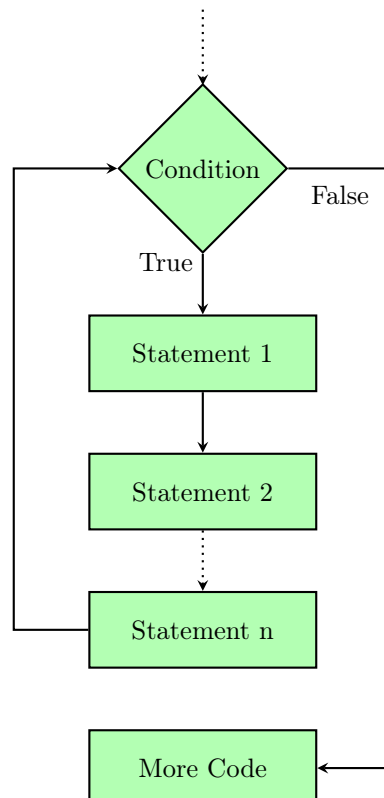 Condition
False
True
Statement 1
Statement 2
Statement n
More Code